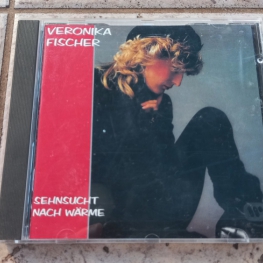 VERONIKA
FISCHER
SEHNSUCHT
NACH WÄRME